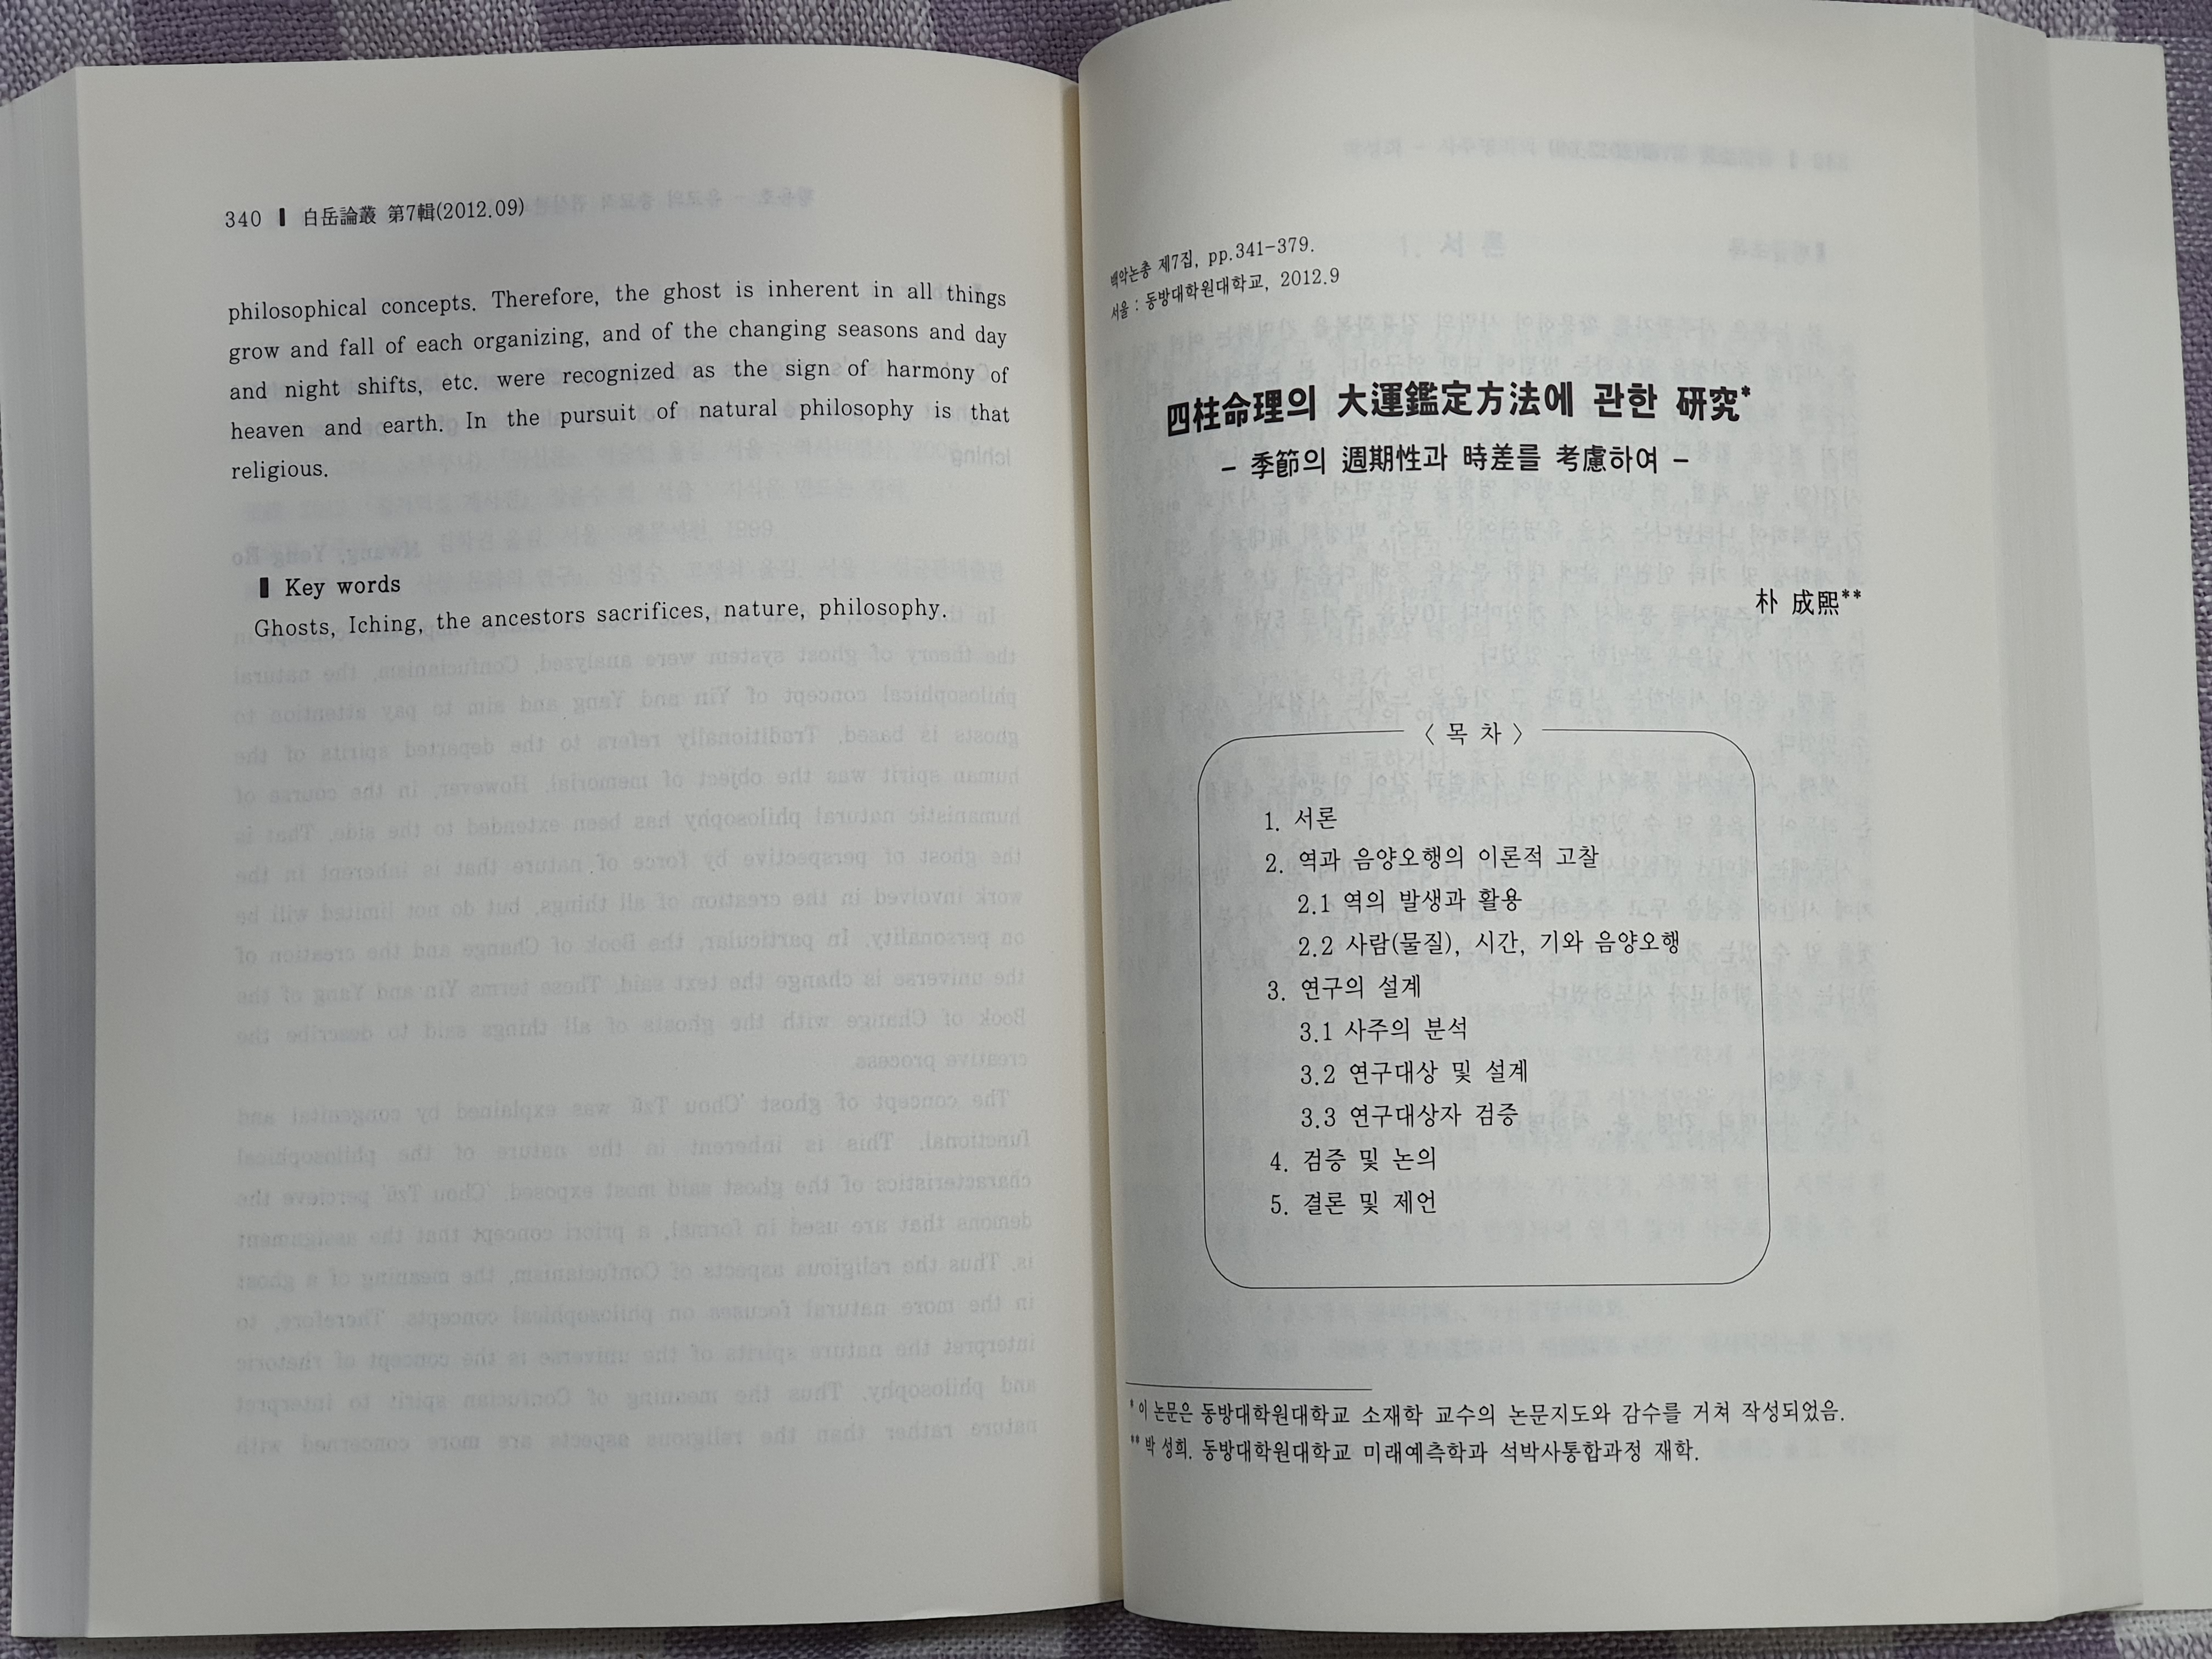 340 ▌ 白岳論叢 第7輯(2012.09)
philosophical concepts. Therefore, the ghost is inherent in all things
grow and fall of each organizing, and of the changing seasons and day
and night shifts, etc. were recognized as the sign of harmony of
heaven and earth. In the pursuit of natural philosophy is that
religious.
▌ Key words
Ghosts, Iching, the ancestors sacrifices, nature, philosophy.
백악논총 제7집, pp.341-379.
서울 : 동방대학원대학교, 2012.9
四柱命理의 大運鑑定方法에 관한 研究*
- 季節의 週期性과 時差를 考慮하여 -
朴 成熙**
〈 목 차 〉
1. 서론
2. 역과 음양오행의 이론적 고찰
2.1 역의 발생과 활용
2.2 사람(물질), 시간, 기와 음양오행
3. 연구의 설계
3.1 사주의 분석
3.2 연구대상 및 설계
3.3 연구대상자 검증
4. 검증 및 논의
5. 결론 및 제언
* 이 논문은 동방대학원대학교 소재학 교수의 논문지도와 감수를 거쳐 작성되었음.
** 박 성희. 동방대학원대학교 미래예측학과 석박사통합과정 재학.